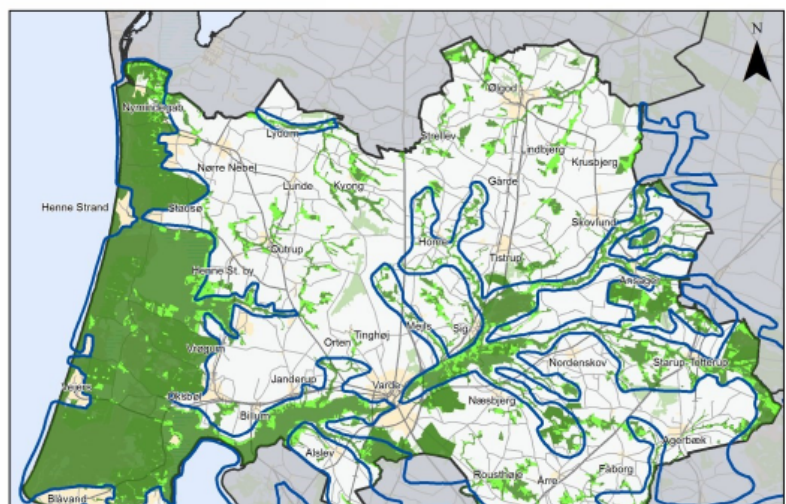 N
Nymindegab
Ølgod
Lydum
Strellev
Lindbjerg
Krusbjerg
Nørre Nebel
Lunde
Kvong
Gårde
Henne Strand
Stausø
Skovlund
Horne
Outrup
Tistrup
Henne St. by
Ansager
Mejls
Sig
Tinghøj
Orten
Vrøgum
Nordenskov
Starup-Tofterup
Janderup
Varde
Oksbøl
Næsbjerg
Billum
Agerbæk
Alslev
Fåborg
Rousthøje
Årre
Blåvand